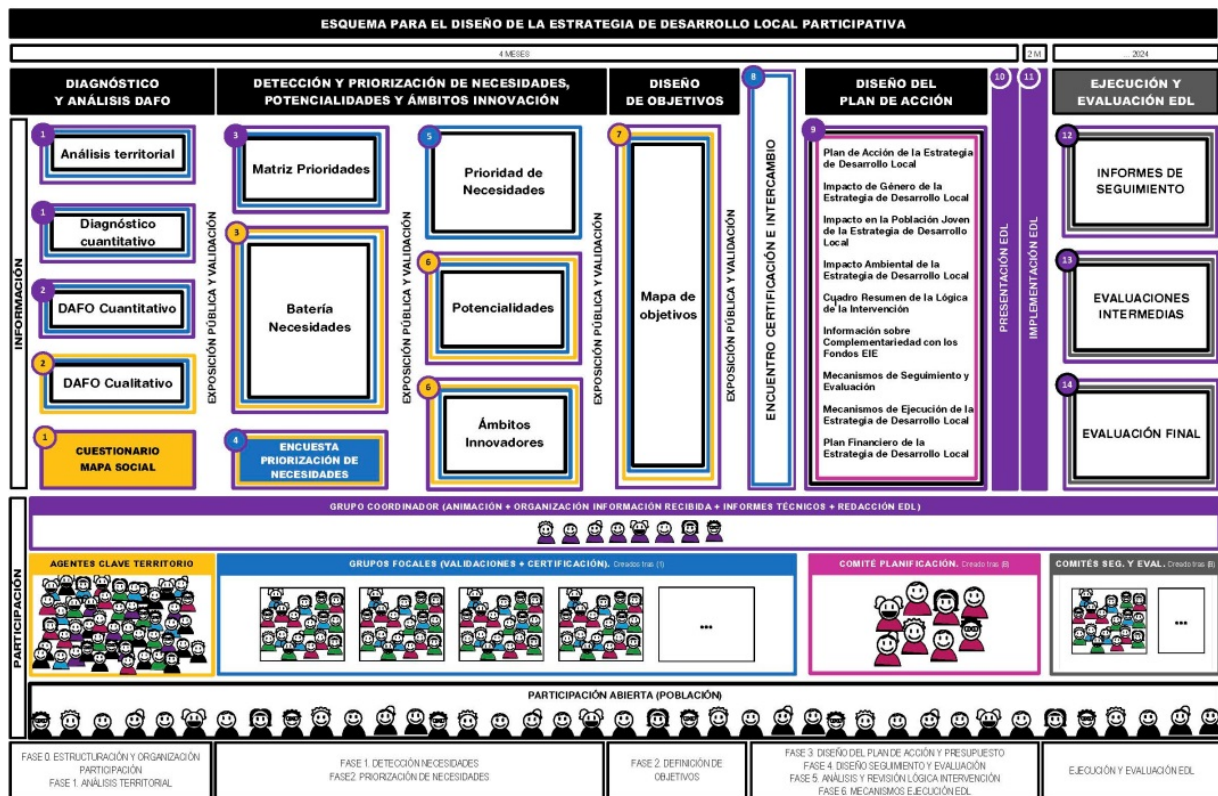 ESQUEMA PARA EL DISEÑO DE LA ESTRATEGIA DE DESARROLLO LOCAL PARTICIPATIVA
4 MESES
2 M.
... 2024
DIAGNÓSTICO
Y ANÁLISIS DAFO
DETECCIÓN Y PRIORIZACIÓN DE NECESIDADES,
POTENCIALIDADES Y ÁMBITOS INNOVACIÓN
DISEÑO
DE OBJETIVOS
8
ENCUENTRO CERTIFICACIÓN E INTERCAMBIO
DISEÑO DEL
PLAN DE ACCIÓN
10
PRESENTACIÓN EDL
11
IMPLEMENTACIÓN EDL
EJECUCIÓN Y
EVALUACIÓN EDL
INFORMACIÓN
1
Análisis territorial
1
Diagnóstico
cuantitativo
2
DAFO Cuantitativo
2
DAFO Cualitativo
1
CUESTIONARIO
MAPA SOCIAL
EXPOSICIÓN PÚBLICA Y VALIDACIÓN
3
Matriz Prioridades
3
Batería
Necesidades
4
ENCUESTA
PRIORIZACIÓN DE
NECESIDADES
EXPOSICIÓN PÚBLICA Y VALIDACIÓN
5
Prioridad de
Necesidades
6
Potencialidades
6
Ámbitos
Innovadores
EXPOSICIÓN PÚBLICA Y VALIDACIÓN
7
Mapa de
objetivos
EXPOSICIÓN PÚBLICA Y VALIDACIÓN
9
Plan de Acción de la Estrategia
de Desarrollo Local
Impacto de Género de la
Estrategia de Desarrollo Local
Impacto en la Población Joven
de la Estrategia de Desarrollo
Local
Impacto Ambiental de la
Estrategia de Desarrollo Local
Cuadro Resumen de la Lógica
de la Intervención
Información sobre
Complementariedad con los
Fondos EIE
Mecanismos de Seguimiento y
Evaluación
Mecanismos de Ejecución de la
Estrategia de Desarrollo Local
Plan Financiero de la
Estrategia de Desarrollo Local
12
INFORMES DE
SEGUIMIENTO
13
EVALUACIONES
INTERMEDIAS
14
EVALUACIÓN FINAL
PARTICIPACIÓN
GRUPO COORDINADOR (ANIMACIÓN + ORGANIZACIÓN INFORMACIÓN RECIBIDA + INFORMES TÉCNICOS + REDACCIÓN EDL)
AGENTES CLAVE TERRITORIO
GRUPOS FOCALES (VALIDACIONES + CERTIFICACIÓN). Creados tras (1)
...
COMITÉ PLANIFICACIÓN. Creado tras (8)
COMITÉS SEG. Y EVAL. Creado tras (8)
...
PARTICIPACIÓN ABIERTA (POBLACIÓN)
FASE 0. ESTRUCTURACIÓN Y ORGANIZACIÓN
PARTICIPACIÓN
FASE 1. ANÁLISIS TERRITORIAL
FASE 1. DETECCIÓN NECESIDADES
FASE2. PRIORIZACIÓN DE NECESIDADES
FASE 2. DEFINICIÓN DE
OBJETIVOS
FASE 3. DISEÑO DEL PLAN DE ACCIÓN Y PRESUPUESTO
FASE 4. DISEÑO SEGUIMIENTO Y EVALUACIÓN
FASE 5. ANÁLISIS Y REVISIÓN LÓGICA INTERVENCIÓN
FASE 6. MECANISMOS EJECUCIÓN EDL
EJECUCIÓN Y EVALUACIÓN EDL